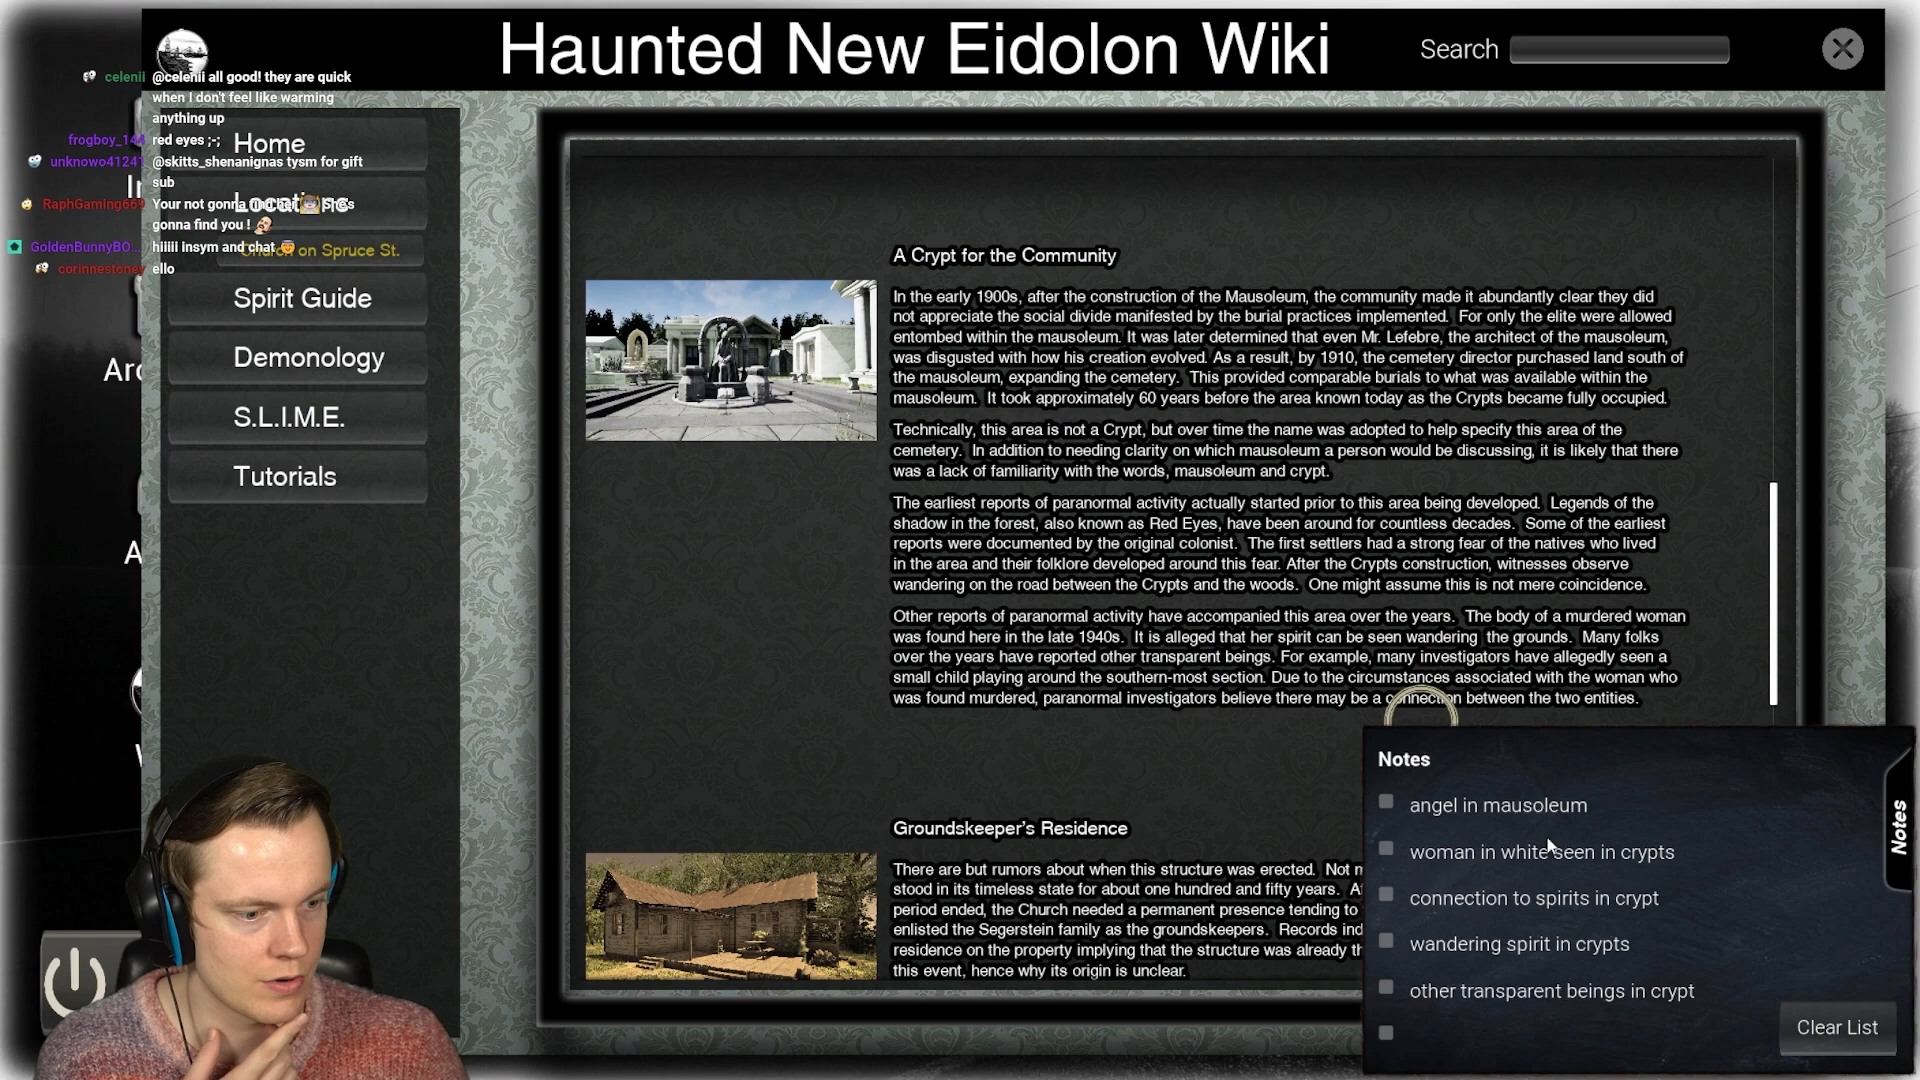 Haunted New Eidolon Wiki
Search
celenii @celenii all good! they are quick
when I don't feel like warming
anything up
frogboy_144 red eyes ;-;
unknowo41241 @skitts_shenanignas tysm for gift
sub
RaphGaming669 Your not gonna find her She's
gonna find you !
GoldenBunnyBO... hiiiii insym and chat
corinnestoney ello
Home
Locations
Church on Spruce St.
Spirit Guide
Demonology
S.L.I.M.E.
Tutorials
A Crypt for the Community
In the early 1900s, after the construction of the Mausoleum, the community made it abundantly clear they did
not appreciate the social divide manifested by the burial practices implemented. For only the elite were allowed
entombed within the mausoleum. It was later determined that even Mr. Lefebre, the architect of the mausoleum,
was disgusted with how his creation evolved. As a result, by 1910, the cemetery director purchased land south of
the mausoleum, expanding the cemetery. This provided comparable burials to what was available within the
mausoleum. It took approximately 60 years before the area known today as the Crypts became fully occupied.
Technically, this area is not a Crypt, but over time the name was adopted to help specify this area of the
cemetery. In addition to needing clarity on which mausoleum a person would be discussing, it is likely that there
was a lack of familiarity with the words, mausoleum and crypt.
The earliest reports of paranormal activity actually started prior to this area being developed. Legends of the
shadow in the forest, also known as Red Eyes, have been around for countless decades. Some of the earliest
reports were documented by the original colonist. The first settlers had a strong fear of the natives who lived
in the area and their folklore developed around this fear. After the Crypts construction, witnesses observe
wandering on the road between the Crypts and the woods. One might assume this is not mere coincidence.
Other reports of paranormal activity have accompanied this area over the years. The body of a murdered woman
was found here in the late 1940s. It is alleged that her spirit can be seen wandering the grounds. Many folks
over the years have reported other transparent beings. For example, many investigators have allegedly seen a
small child playing around the southern-most section. Due to the circumstances associated with the woman who
was found murdered, paranormal investigators believe there may be a connection between the two entities.
Groundskeeper's Residence
There are but rumors about when this structure was erected. Not
stood in its timeless state for about one hundred and fifty years.
period ended, the Church needed a permanent presence tending to
enlisted the Segerstein family as the groundskeepers. Records
residence on the property implying that the structure was already
this event, hence why its origin is unclear.
Notes
angel in mausoleum
woman in white seen in crypts
connection to spirits in crypt
wandering spirit in crypts
other transparent beings in crypt
Clear List
Notes